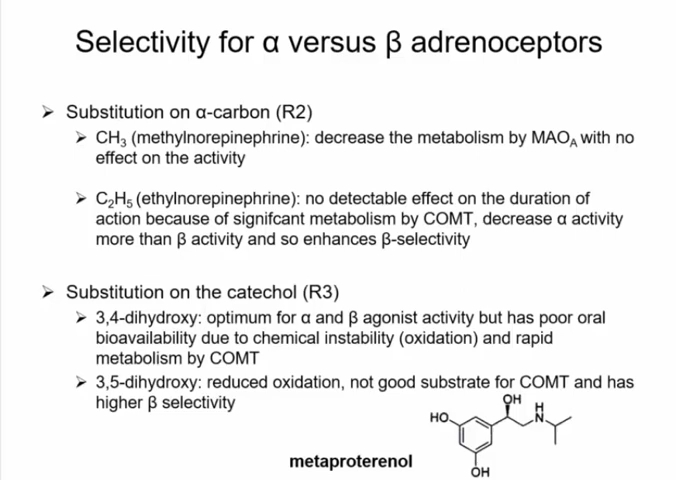 Selectivity for α versus β adrenoceptors
➢ Substitution on α-carbon (R2)
➢ CH₃ (methylnorepinephrine): decrease the metabolism by MAO_A with no
effect on the activity
➢ C₂H₅ (ethylnorepinephrine): no detectable effect on the duration of
action because of signifcant metabolism by COMT, decrease α activity
more than β activity and so enhances β-selectivity
➢ Substitution on the catechol (R3)
➢ 3,4-dihydroxy: optimum for α and β agonist activity but has poor oral
bioavailability due to chemical instability (oxidation) and rapid
metabolism by COMT
➢ 3,5-dihydroxy: reduced oxidation, not good substrate for COMT and has
higher β selectivity
OH
H
HO
N
metaproterenol
OH